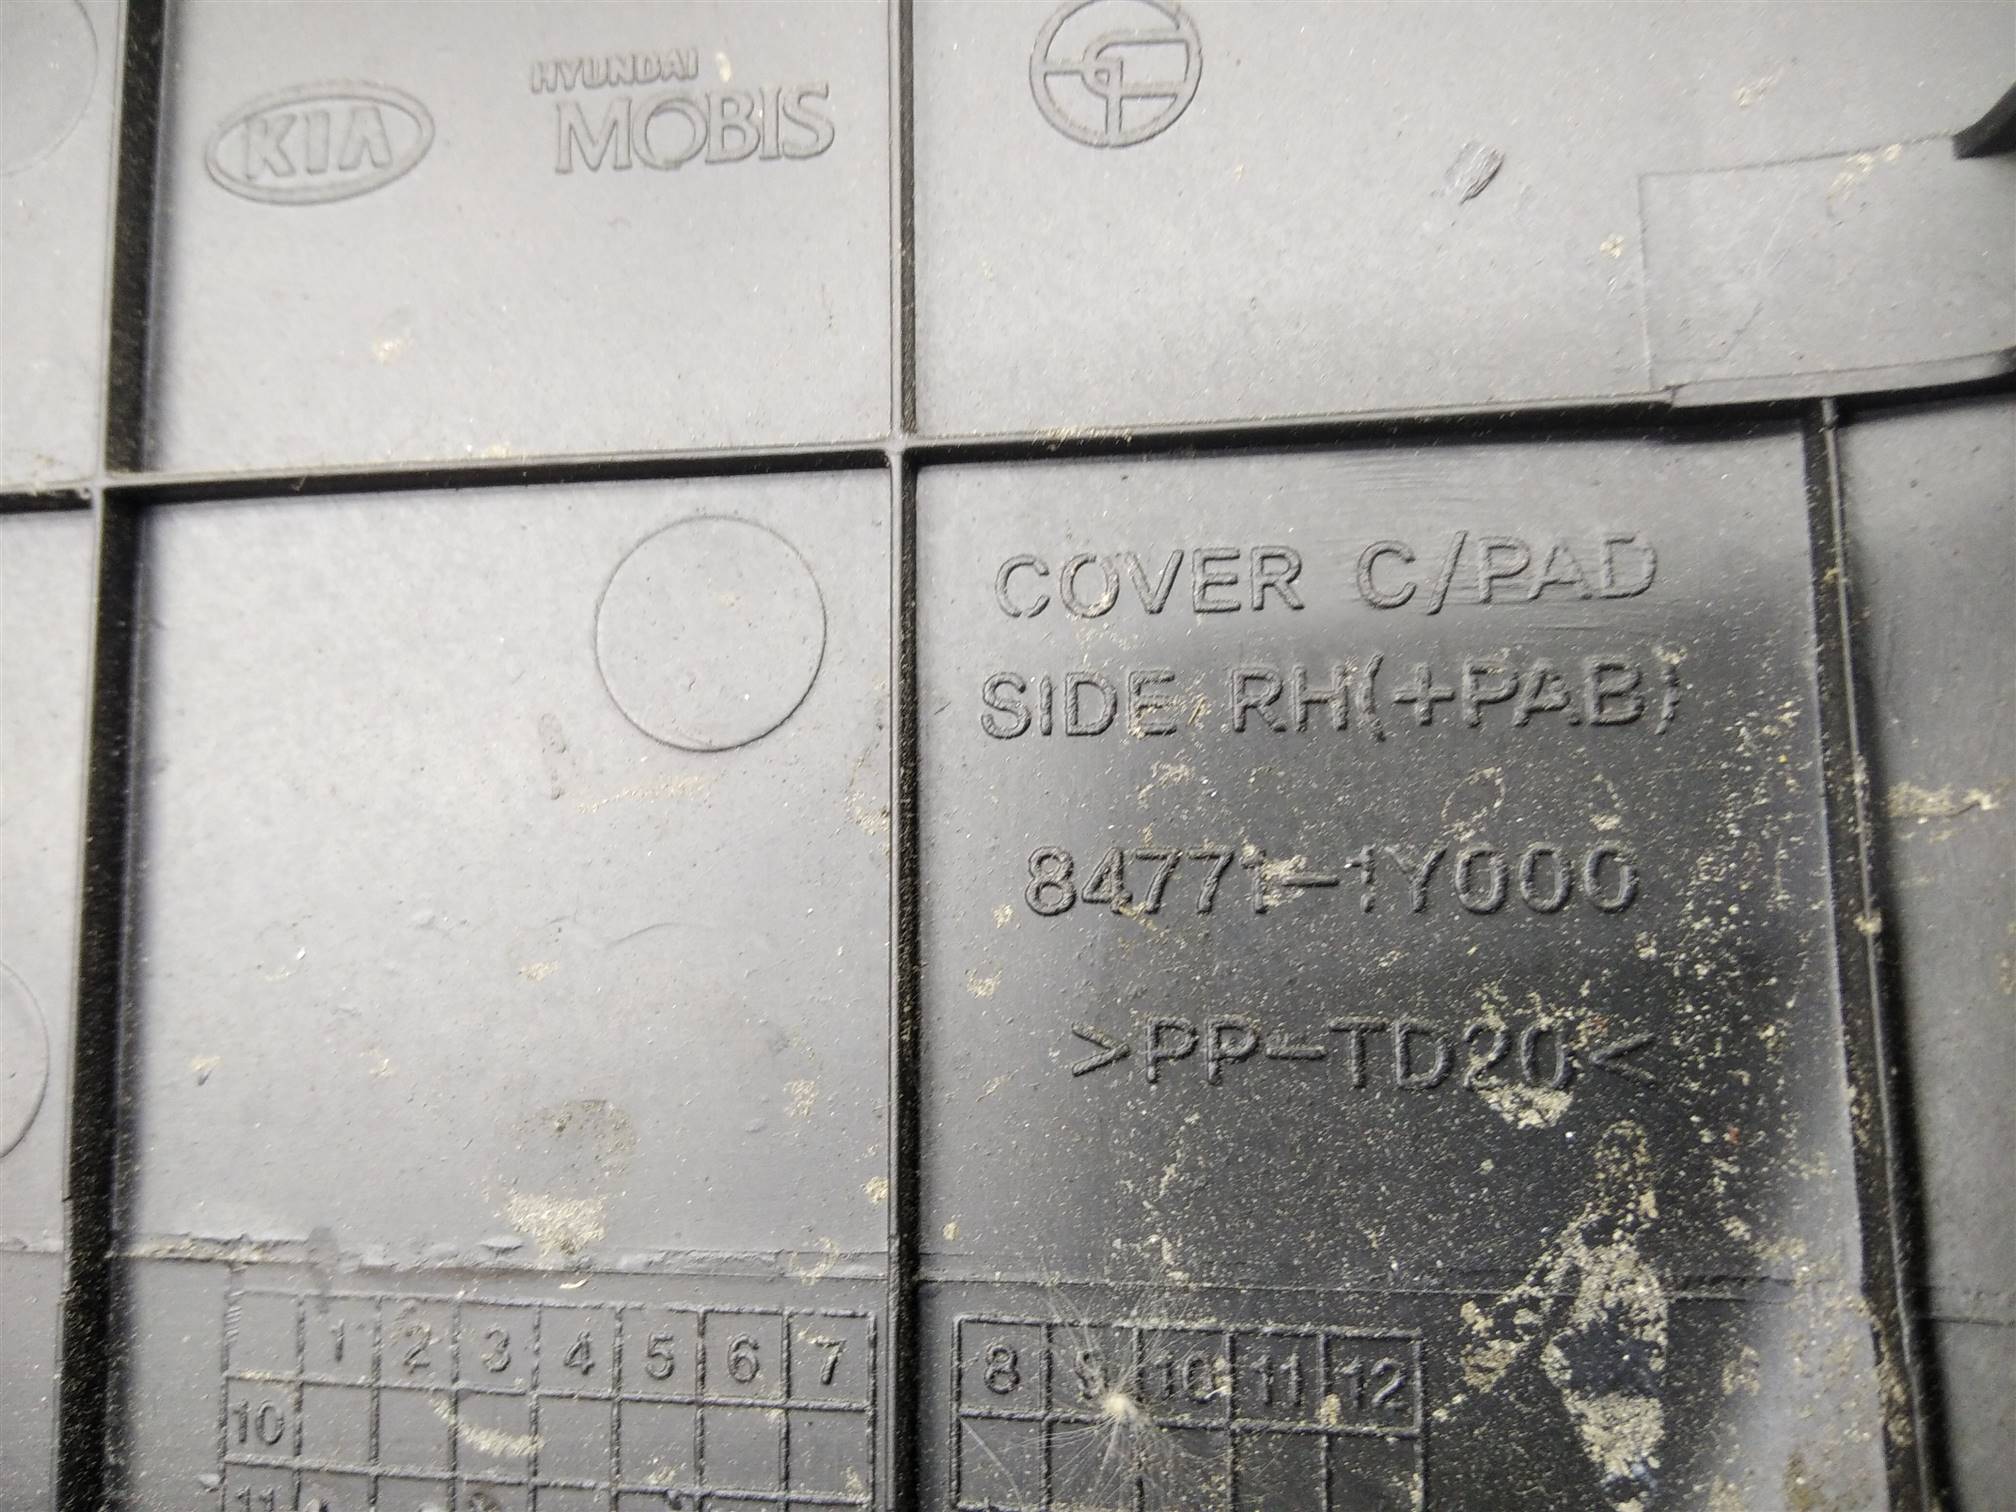 KIA
HYUNDAI
MOBIS
COVER C/PAD
SIDE RH(+PAB)
84771-1Y000
>PP-TD20<
1 2 3 4 5 6 7 8 9 10 11 12
10
11